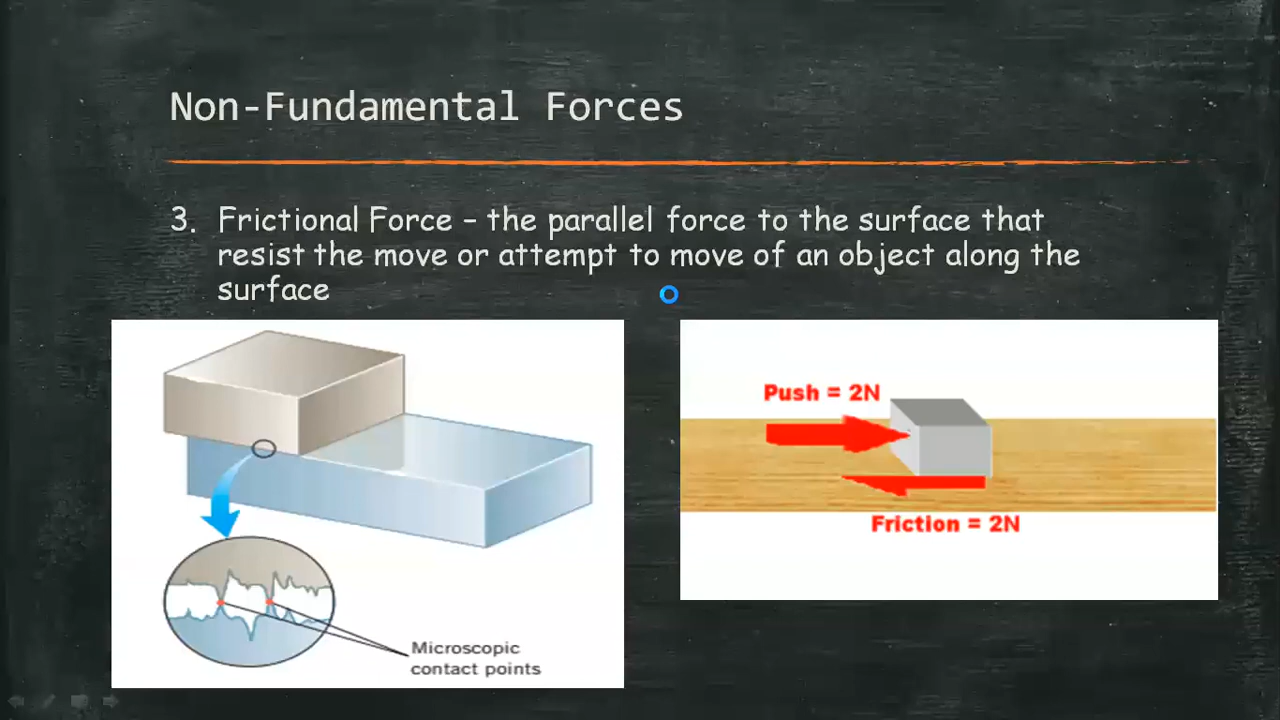 Non-Fundamental Forces
3. Frictional Force – the parallel force to the surface that
resist the move or attempt to move of an object along the
surface
Microscopic
contact points
Push = 2N
Friction = 2N